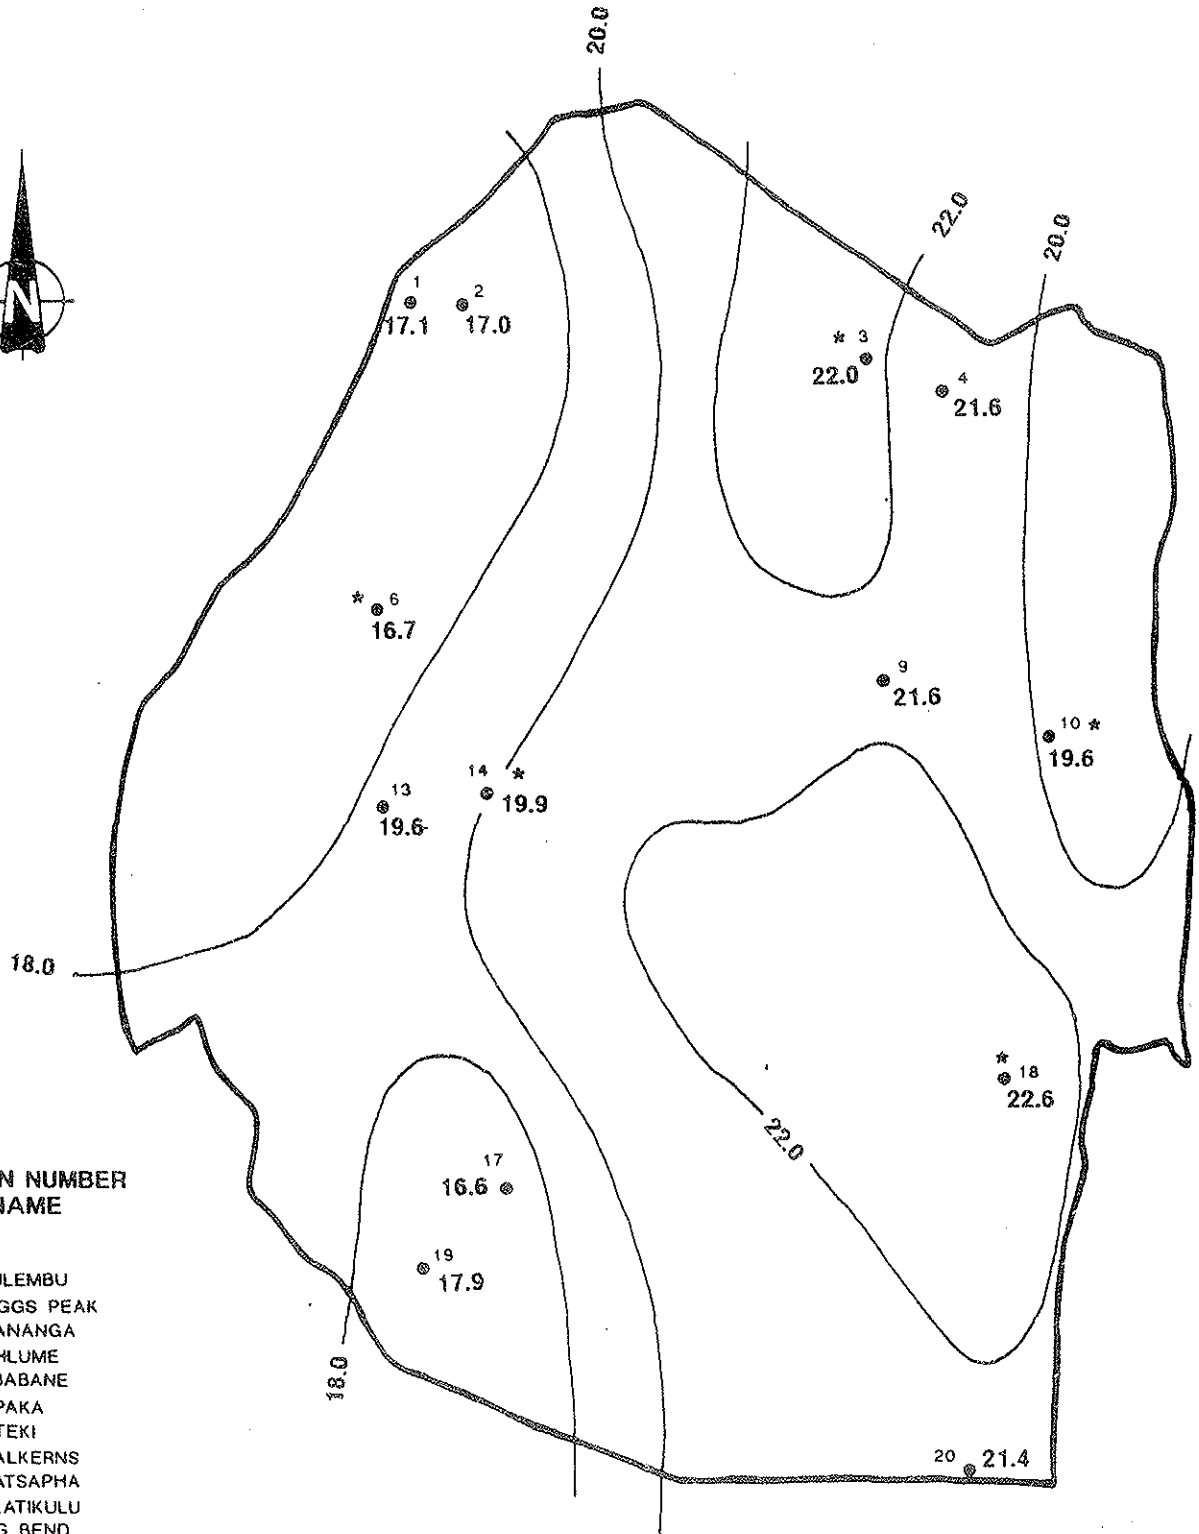 20.0
22.0
20.0
N
1
17.1
2
17.0
* 3
22.0
4
21.6
* 6
16.7
9
21.6
10 *
19.6
13
19.6
14 *
19.9
18.0
*
18
22.6
22.0
17
16.6
19
17.9
18.0
20 21.4
N NUMBER
NAME
ULEMBU
GGS PEAK
ANANGA
HLUME
BABANE
PAKA
TEKI
ALKERNS
ATSAPHA
LATIKULU
G BEND